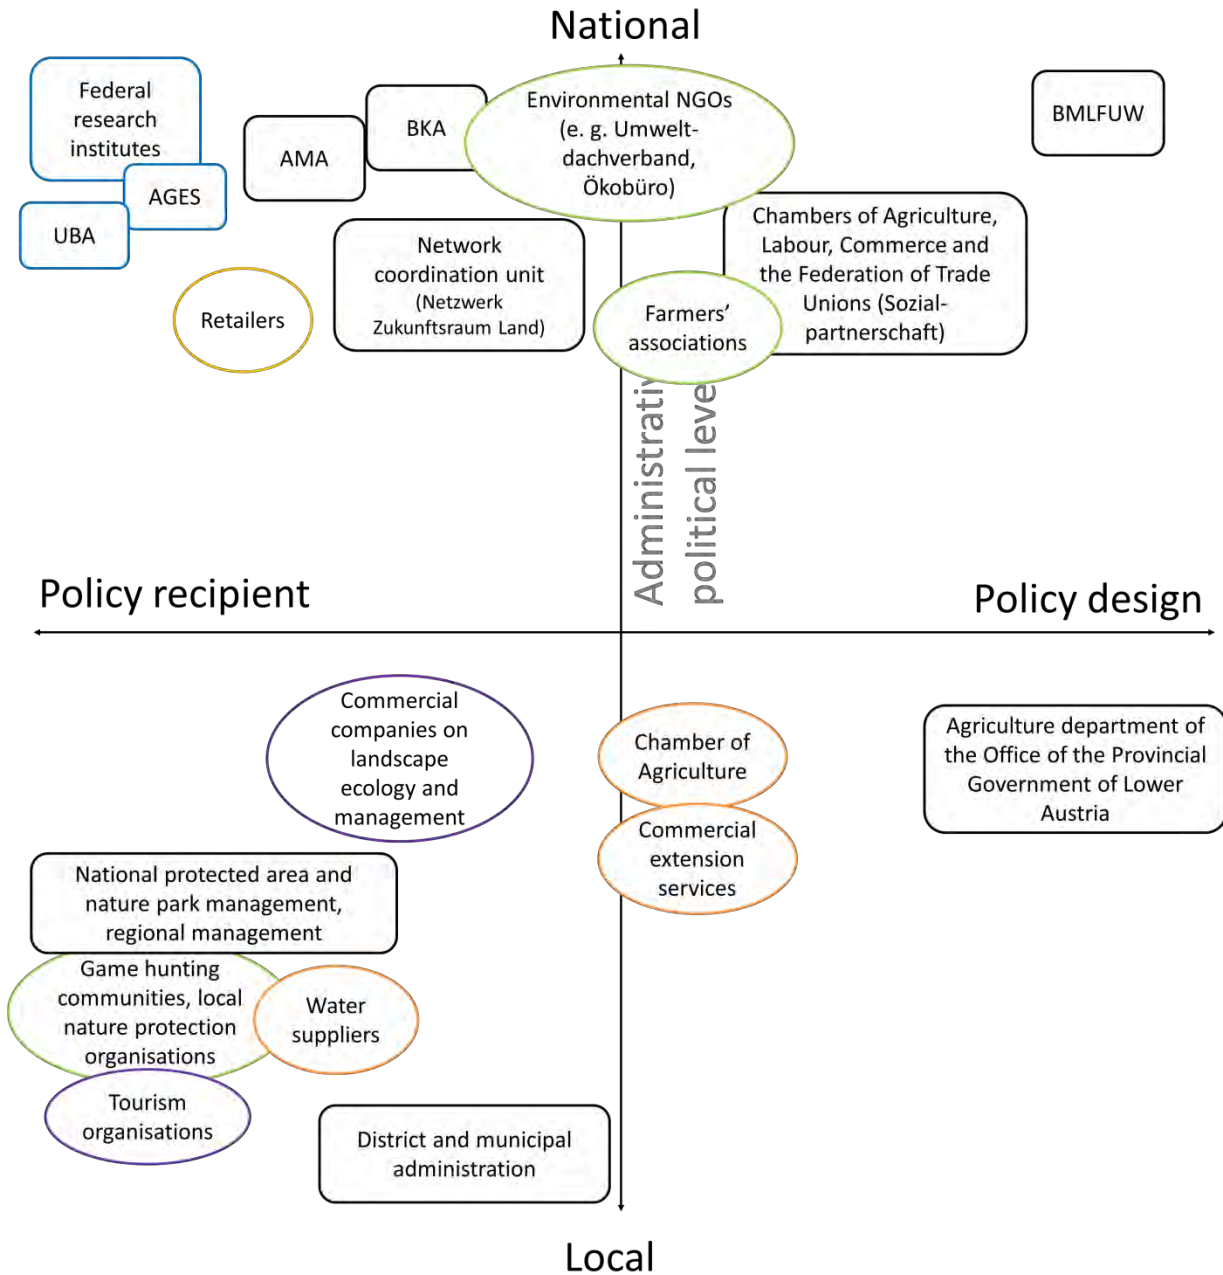 National
Federal
research
institutes
AGES
UBA
AMA
BKA
Environmental NGOs
(e. g. Umwelt-
dachverband,
Ökobüro)
BMLFUW
Retailers
Network
coordination unit
(Netzwerk
Zukunftsraum Land)
Farmers’
associations
Chambers of Agriculture,
Labour, Commerce and
the Federation of Trade
Unions (Sozial-
partnerschaft)
Administrativ
political leve
Policy recipient
Policy design
Commercial
companies on
landscape
ecology and
management
Chamber of
Agriculture
Commercial
extension
services
Agriculture department of
the Office of the Provincial
Government of Lower
Austria
National protected area and
nature park management,
regional management
Game hunting
communities, local
nature protection
organisations
Water
suppliers
Tourism
organisations
District and municipal
administration
Local